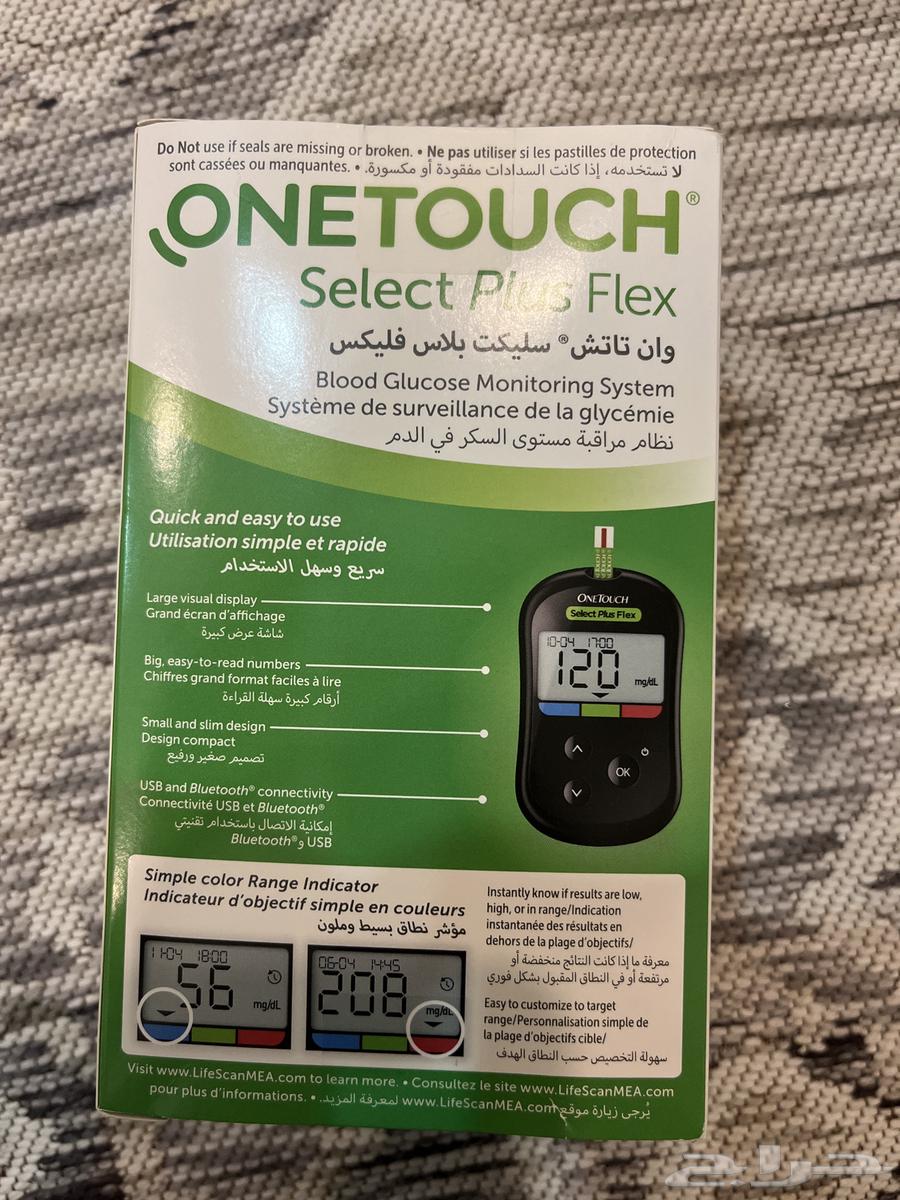 Do Not use if seals are missing or broken. • Ne pas utiliser si les pastilles de protection
sont cassées ou manquantes. • لا تستخدمه، إذا كانت السدادات مفقودة أو مكسورة.
ONETOUCH®
Select Plus Flex
وان تاتش® سليكت بلاس فليكس
Blood Glucose Monitoring System
Système de surveillance de la glycémie
نظام مراقبة مستوى السكر في الدم
Quick and easy to use
Utilisation simple et rapide
سريع وسهل الاستخدام
Large visual display
Grand écran d'affichage
شاشة عرض كبيرة
Big, easy-to-read numbers
Chiffres grand format faciles à lire
أرقام كبيرة سهلة القراءة
Small and slim design
Design compact
تصميم صغير ورفيع
USB and Bluetooth® connectivity
Connectivité USB et Bluetooth®
إمكانية الاتصال باستخدام تقنيتي
USB و Bluetooth®
ONETOUCH
Select Plus Flex
10-04 17:00
120
mg/dL
OK
Simple color Range Indicator
Indicateur d'objectif simple en couleurs
مؤشر نطاق بسيط وملون
11-04 18:00
56
mg/dL
06-04 14:45
208
mg/dL
Instantly know if results are low,
high, or in range/Indication
instantanée des résultats en
dehors de la plage d'objectifs/
معرفة ما إذا كانت النتائج منخفضة أو
مرتفعة أو في النطاق المقبول بشكل فوري
Easy to customize to target
range/Personnalisation simple de
la plage d'objectifs cible/
سهولة التخصيص حسب النطاق الهدف
Visit www.LifeScanMEA.com to learn more. • Consultez le site www.LifeScanMEA.com
pour plus d'informations. • يُرجى زيارة موقع www.LifeScanMEA.com لمعرفة المزيد.
حراج